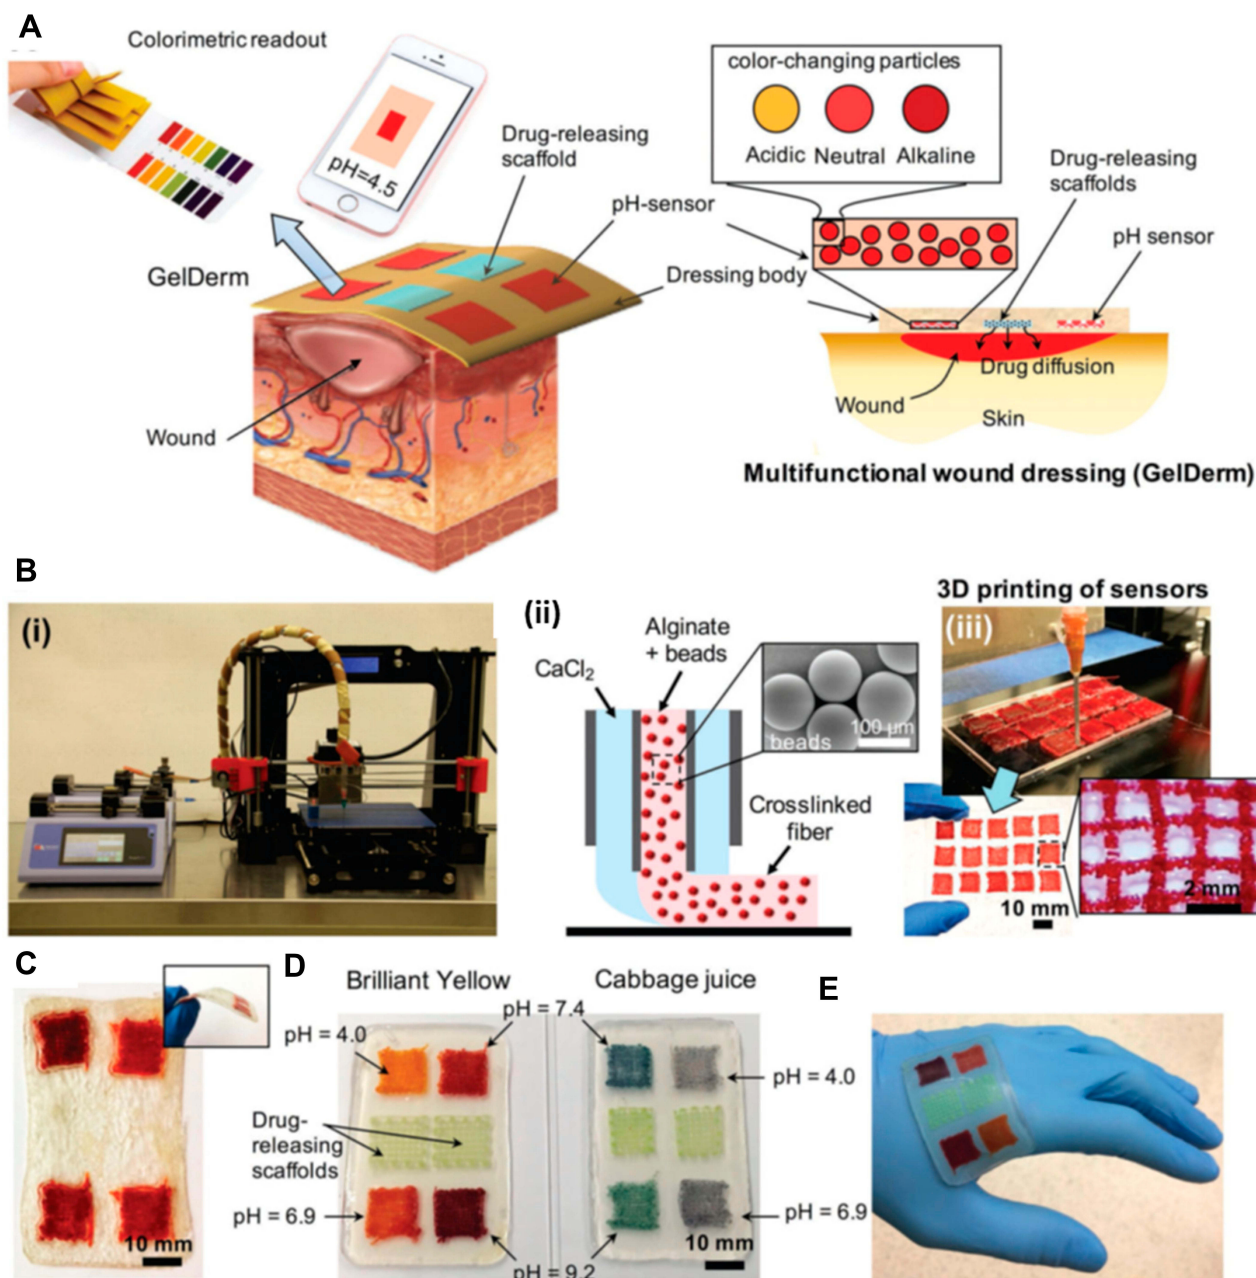 A
Colorimetric readout
pH=4.5
Drug-releasing
scaffold
pH-sensor
GelDerm
Dressing body
Wound
color-changing particles
Acidic Neutral Alkaline
Drug-releasing
scaffolds
pH sensor
Drug diffusion
Wound
Skin
Multifunctional wound dressing (GelDerm)
B
(i)
(ii)
CaCl₂
Alginate
+ beads
100 µm
beads
Crosslinked
fiber
3D printing of sensors
(iii)
10 mm
2 mm
C
10 mm
D
Brilliant Yellow
Cabbage juice
pH = 4.0
pH = 7.4
pH = 4.0
Drug-
releasing
scaffolds
pH = 6.9
pH = 9.2
pH = 6.9
10 mm
E